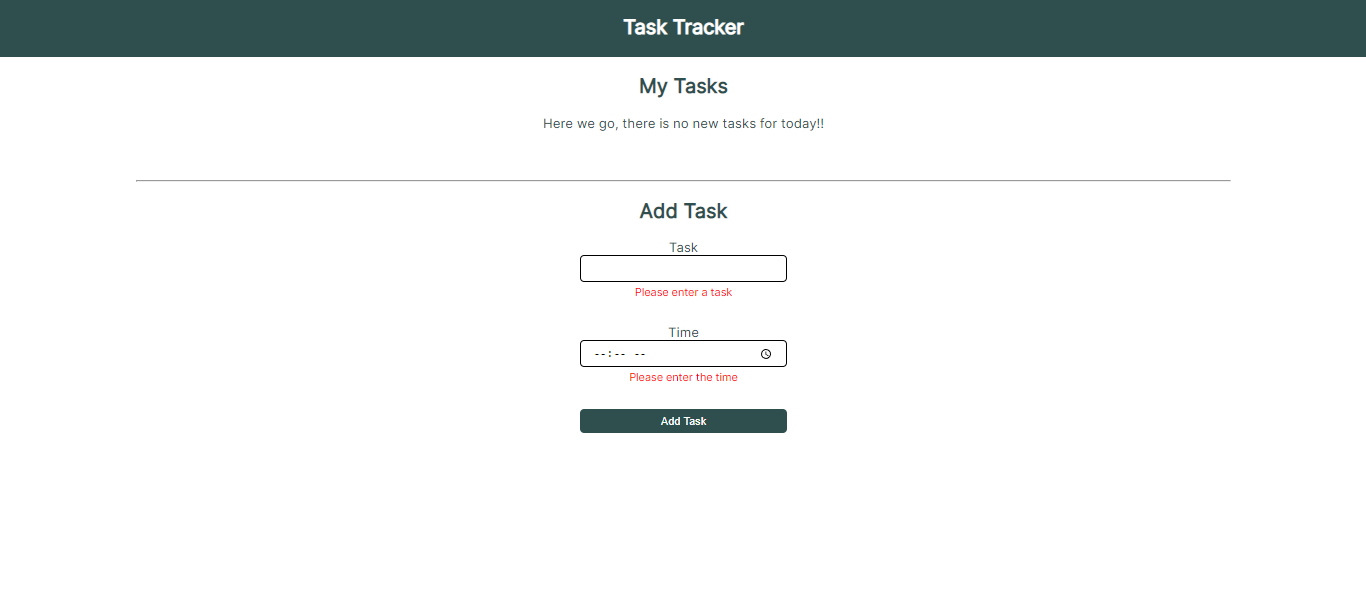 Task Tracker
My Tasks
Here we go, there is no new tasks for today!!
Add Task
Task
Please enter a task
Time
--:-- --
Please enter the time
Add Task